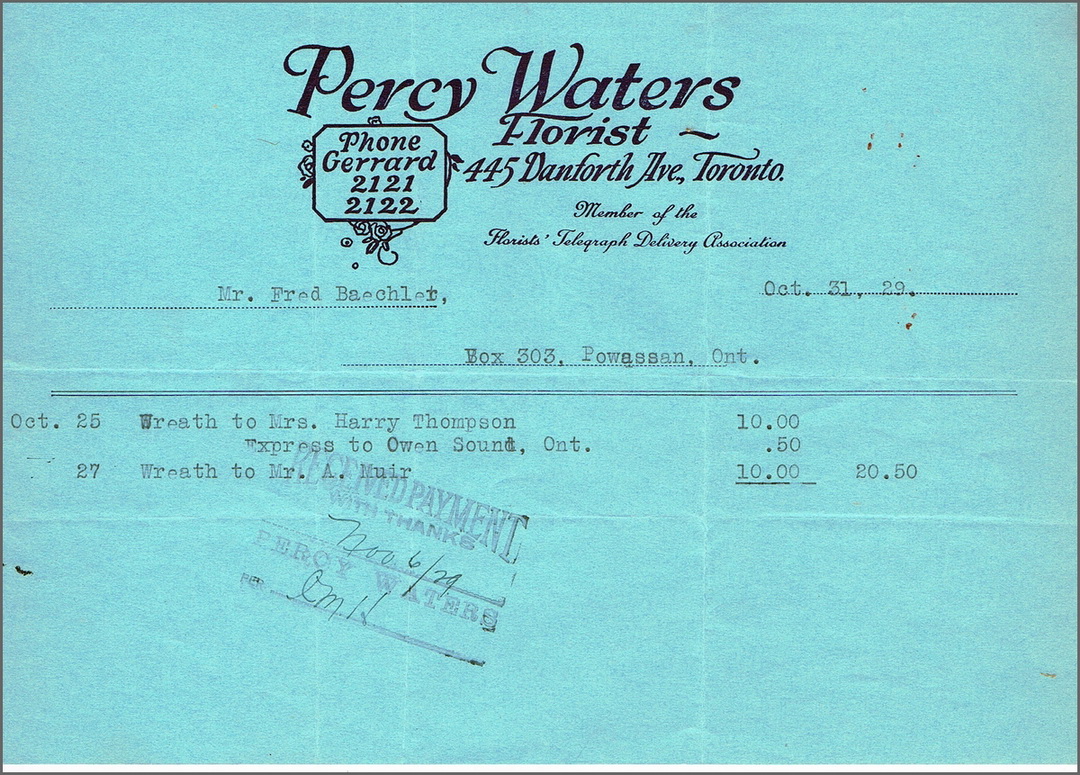 Percy Waters
Florist
Phone
Gerrard
2121
2122
445 Danforth Ave., Toronto.
Member of the
Florists' Telegraph Delivery Association
Mr. Fred Baechler, Oct. 31, 29.
Box 303, Powassan, Ont.
Oct. 25 Wreath to Mrs. Harry Thompson 10.00
Express to Owen Sound, Ont. .50
27 Wreath to Mr. A. Muir 10.00 20.50
RECEIVED PAYMENT
WITH THANKS
Nov 6/29
PERCY WATERS
PER